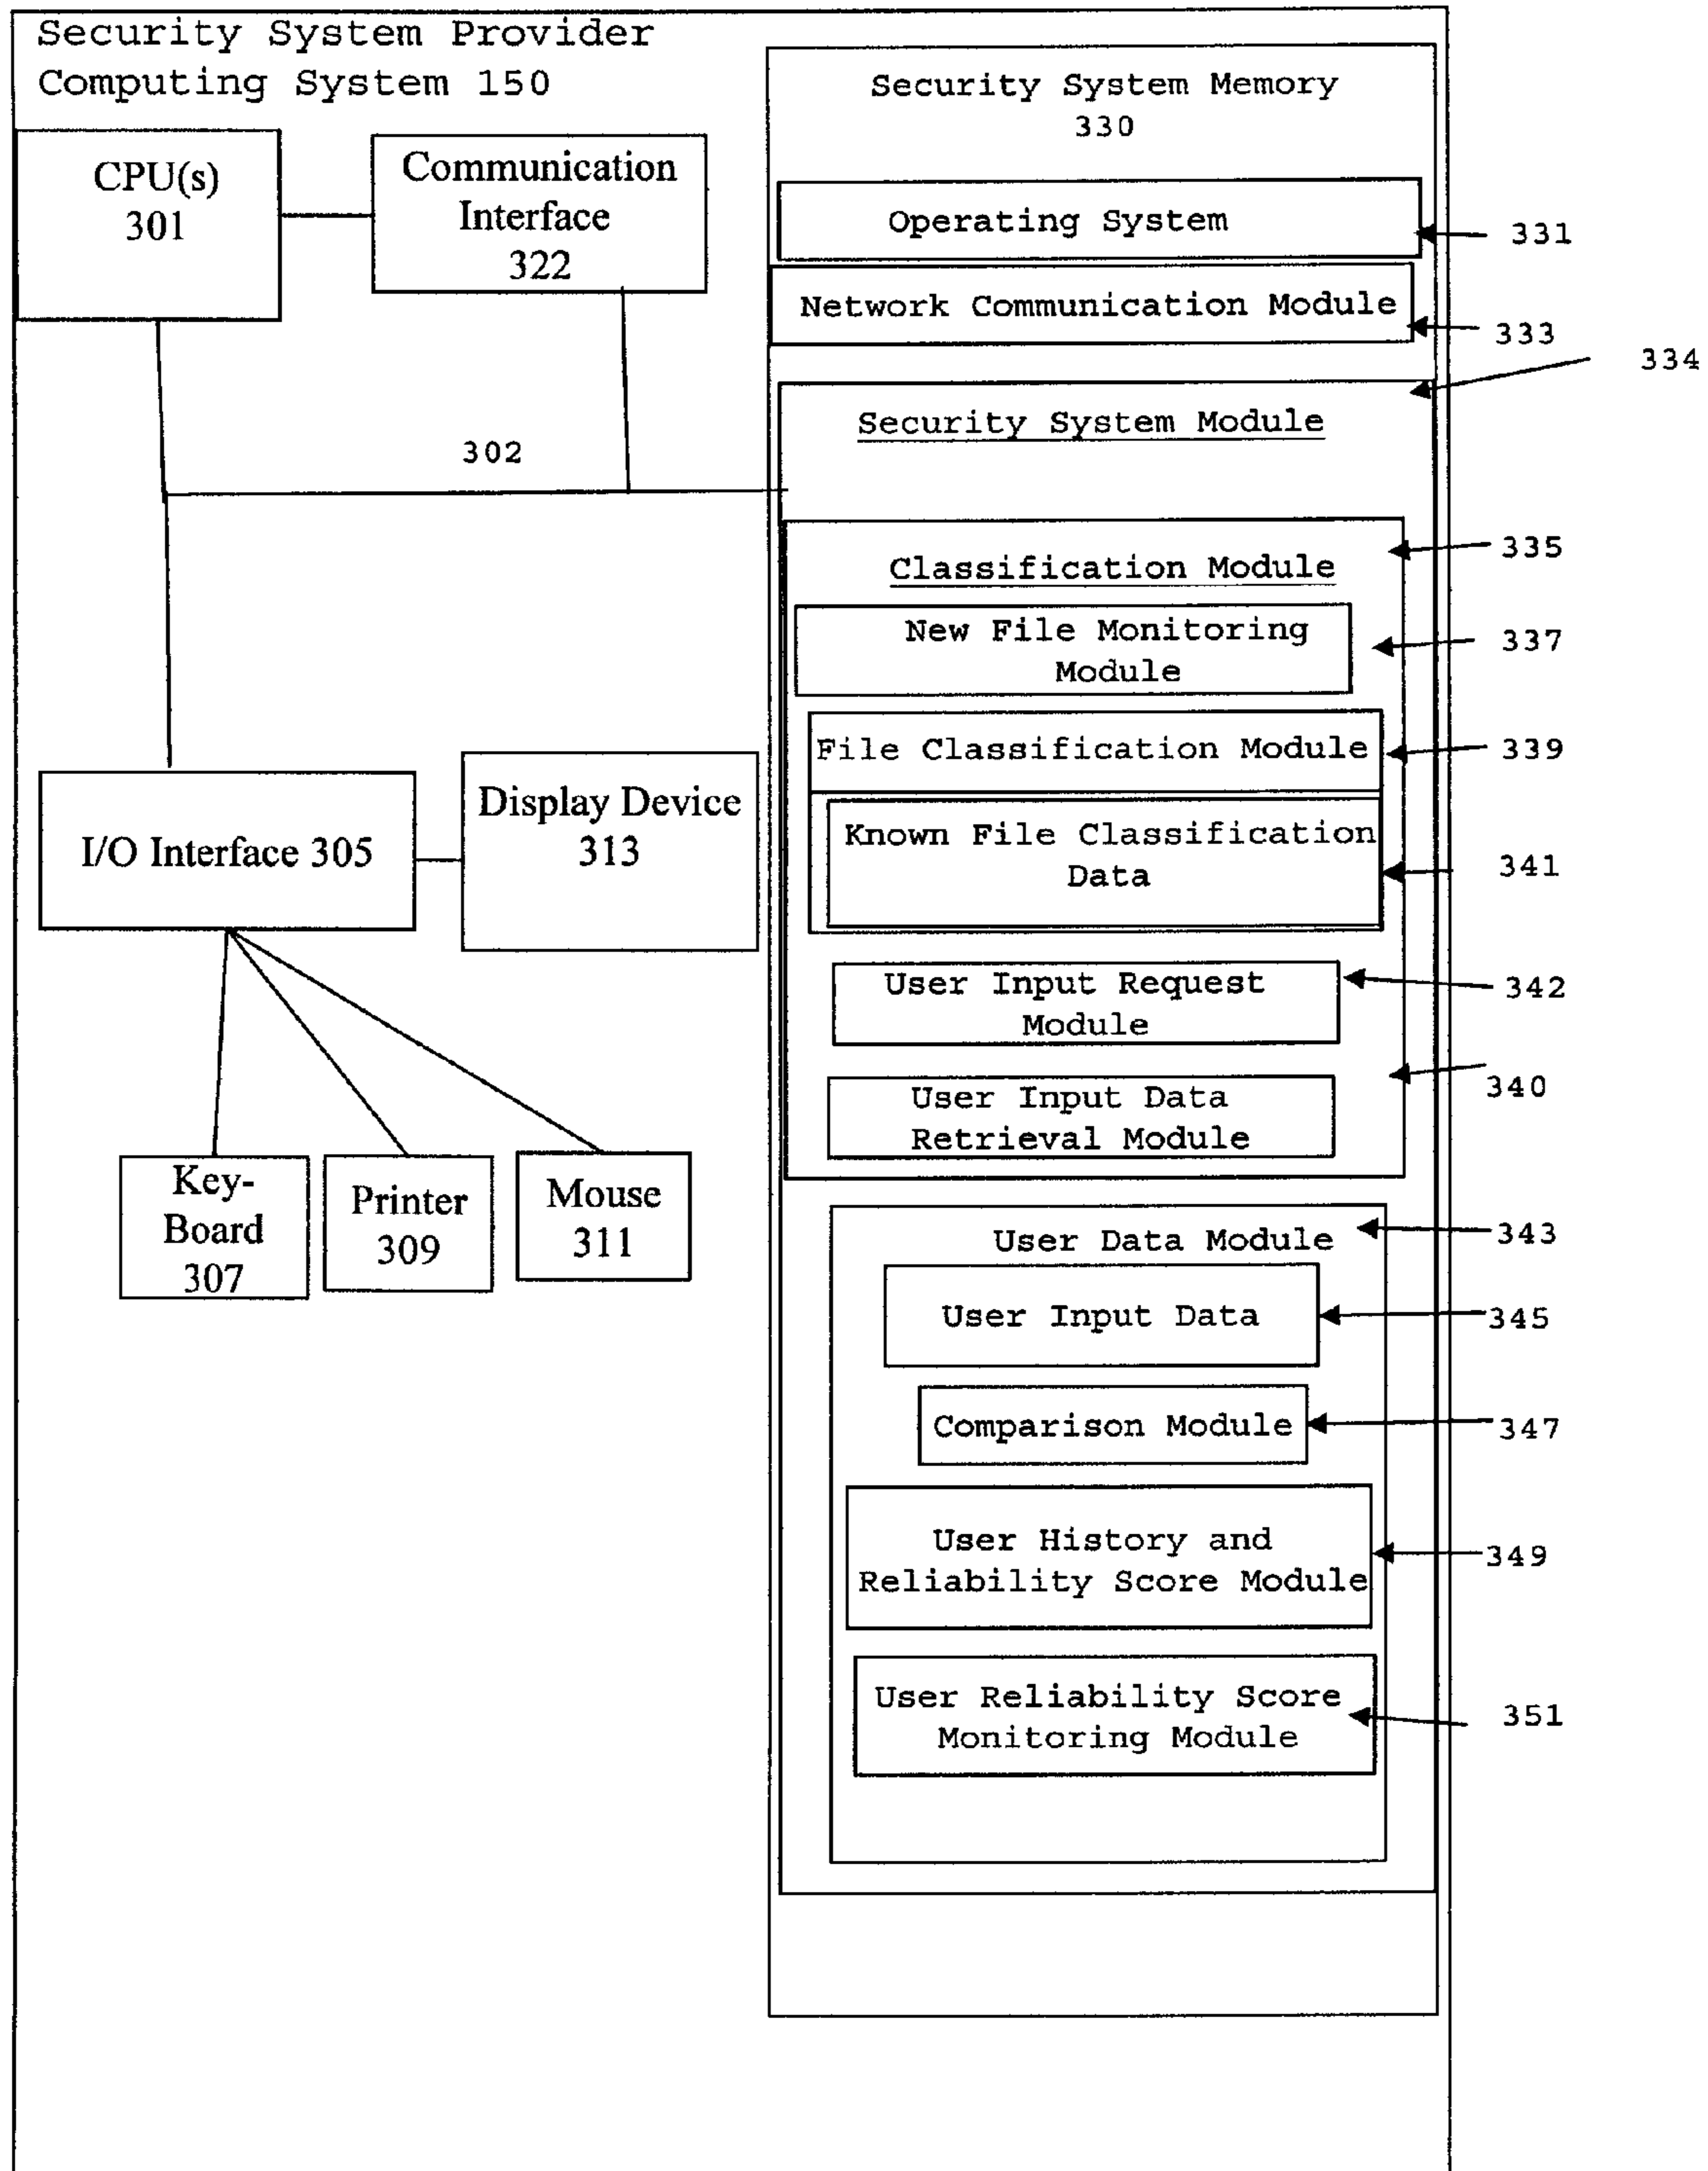 Security System Provider
Computing System 150
CPU(s)
301
Communication
Interface
322
302
I/O Interface 305
Display Device
313
Key-
Board
307
Printer
309
Mouse
311
Security System Memory
330
Operating System
331
Network Communication Module
333
334
Security System Module
335
Classification Module
New File Monitoring
Module
337
File Classification Module
339
Known File Classification
Data
341
User Input Request
Module
342
User Input Data
Retrieval Module
340
User Data Module
343
User Input Data
345
Comparison Module
347
User History and
Reliability Score Module
349
User Reliability Score
Monitoring Module
351